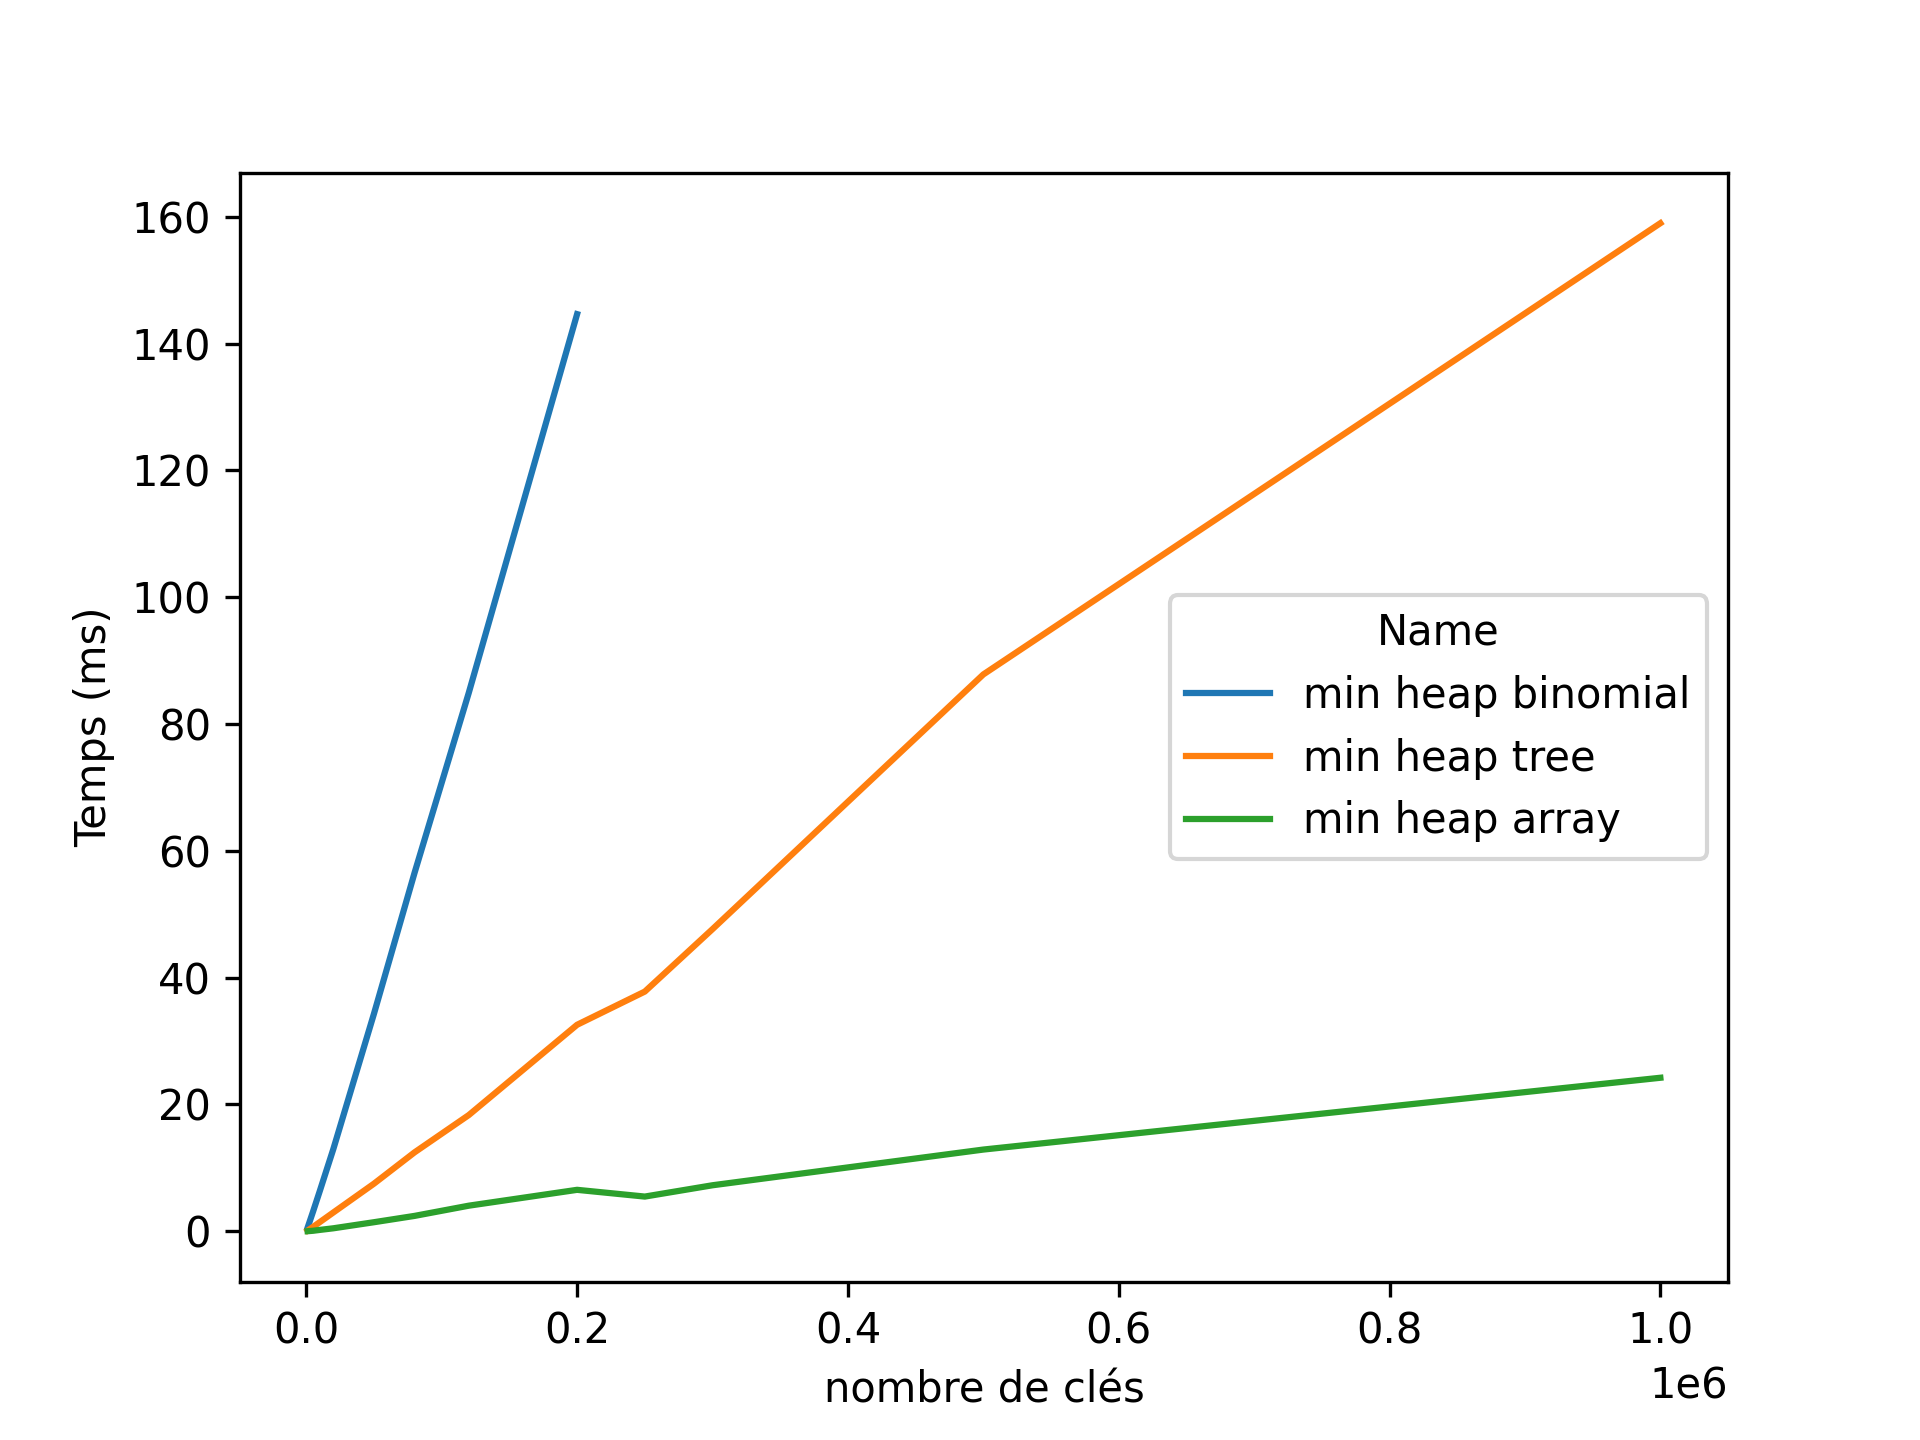 160
140
120
100
80
60
40
20
0
Temps (ms)
Name
min heap binomial
min heap tree
min heap array
0.0 0.2 0.4 0.6 0.8 1.0
1e6
nombre de clés